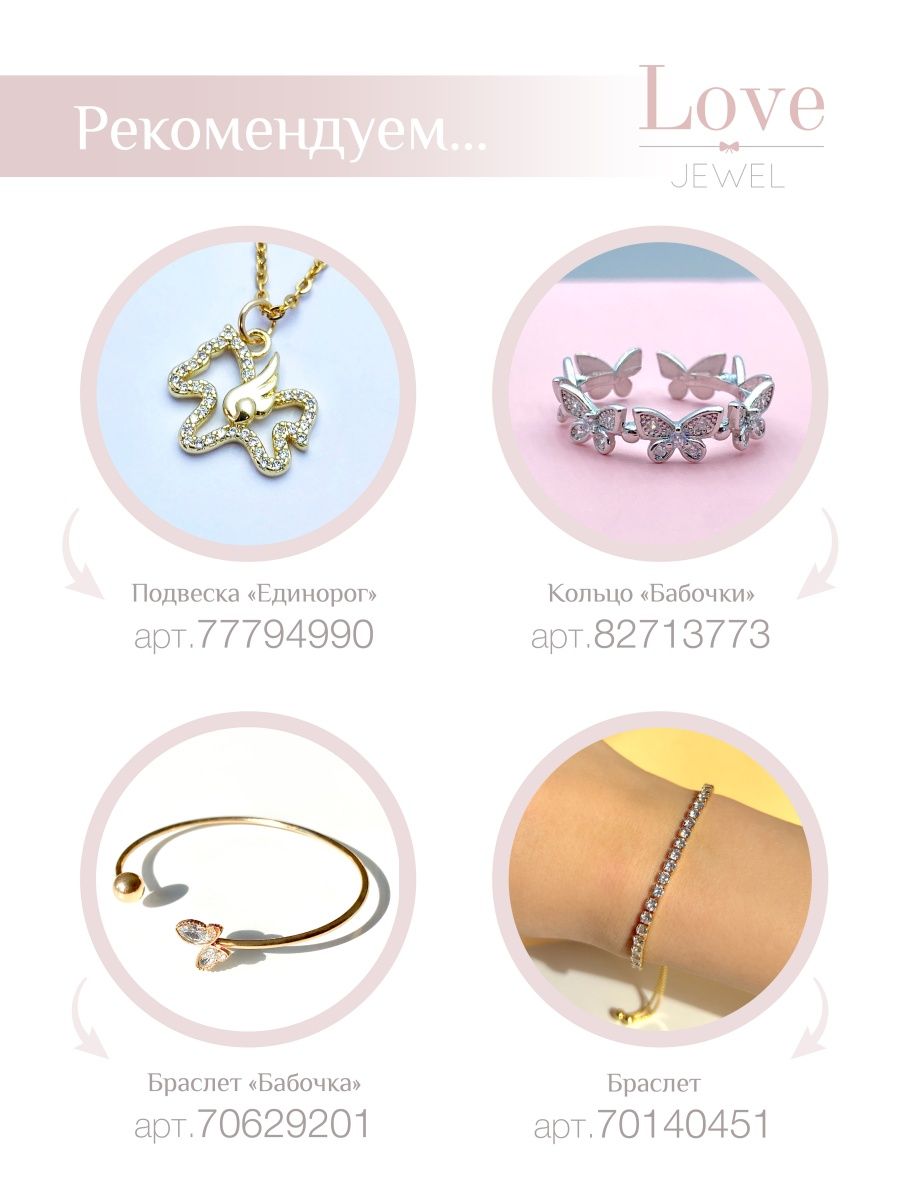 Рекомендуем...
Love
JEWEL
Подвеска «Единорог»
арт.77794990
Кольцо «Бабочки»
арт.82713773
Браслет «Бабочка»
арт.70629201
Браслет
арт.70140451